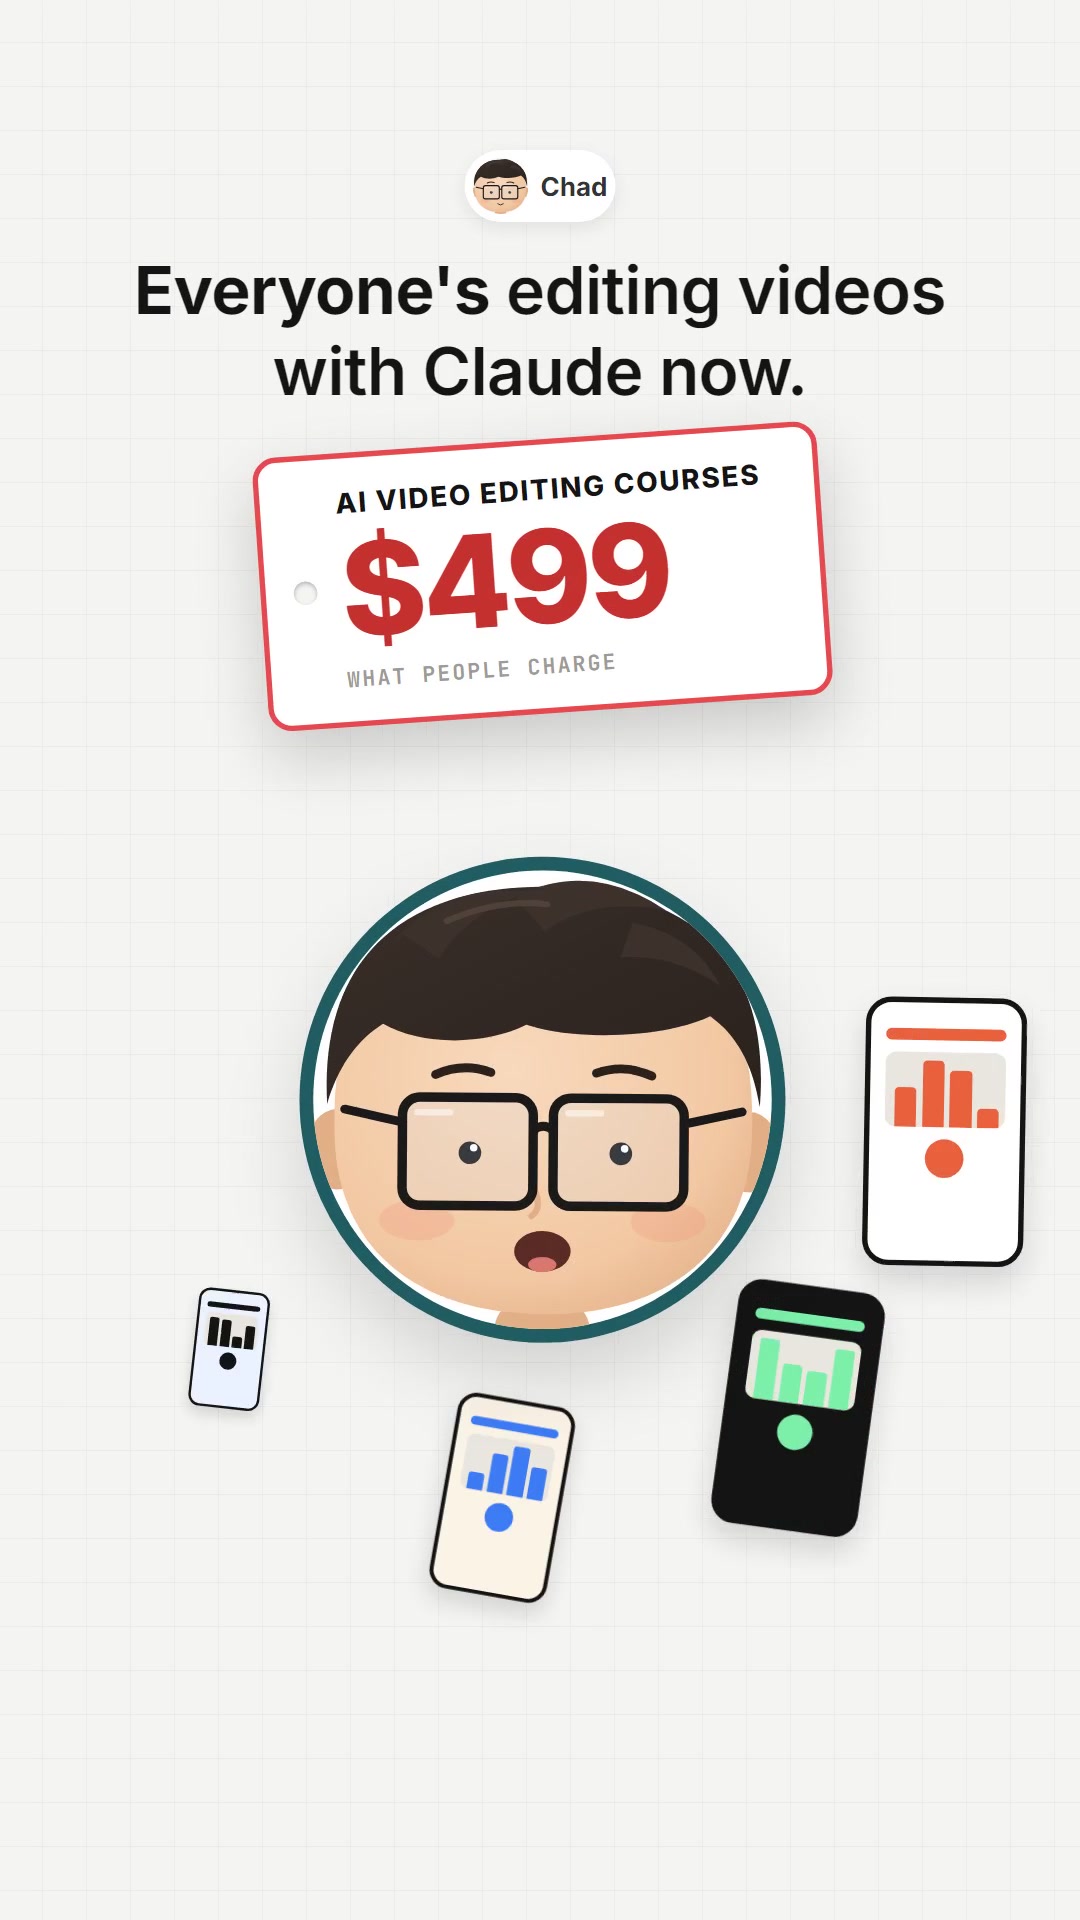 Chad
Everyone's editing videos
with Claude now.
AI VIDEO EDITING COURSES
$499
WHAT PEOPLE CHARGE